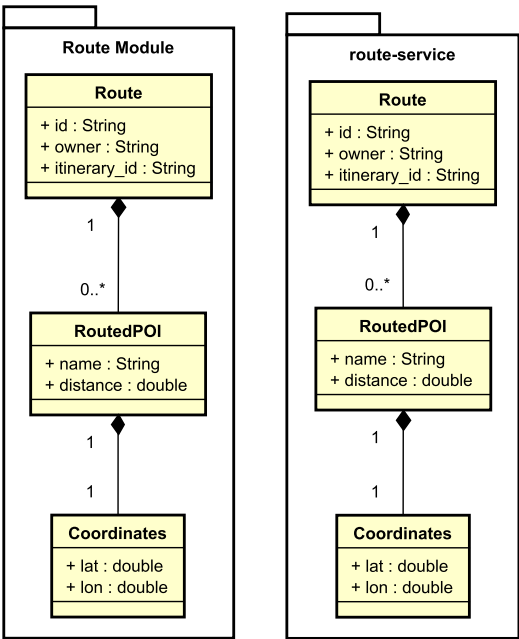 Route Module
Route
+ id : String
+ owner : String
+ itinerary_id : String
1
0..*
RoutedPOI
+ name : String
+ distance : double
1
1
Coordinates
+ lat : double
+ lon : double
route-service
Route
+ id : String
+ owner : String
+ itinerary_id : String
1
0..*
RoutedPOI
+ name : String
+ distance : double
1
1
Coordinates
+ lat : double
+ lon : double